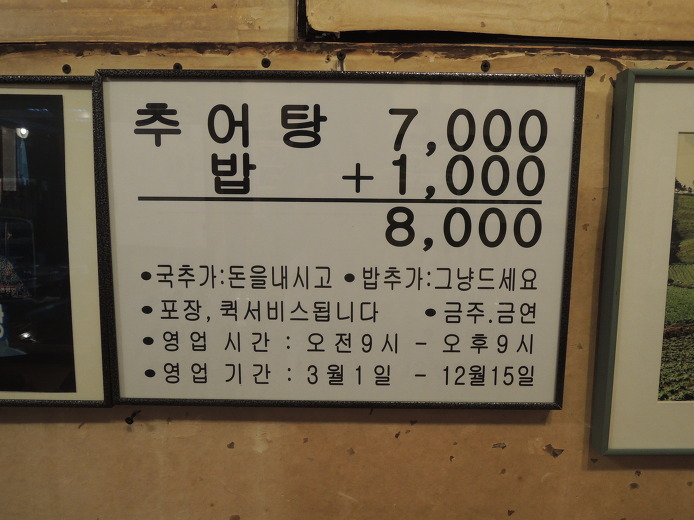 추어탕 7,000
밥 +1,000
8,000
●국추가:돈을내시고 ●밥추가:그냥드세요
●포장, 퀵서비스됩니다 ●금주.금연
●영업 시간 : 오전9시 - 오후9시
●영업 기간 : 3월1일 - 12월15일